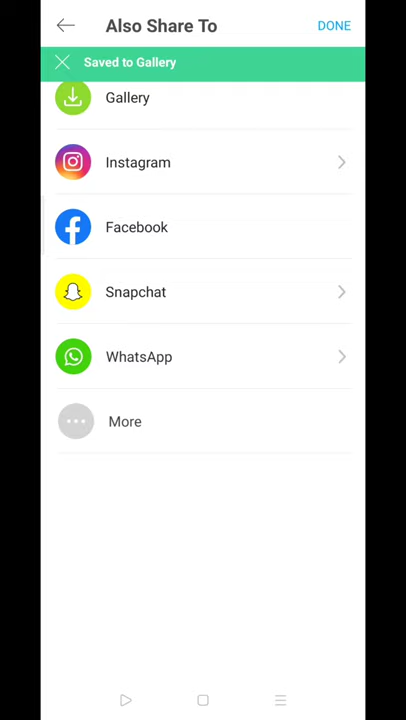 Also Share To
DONE
Saved to Gallery
Gallery
Instagram
Facebook
Snapchat
WhatsApp
More